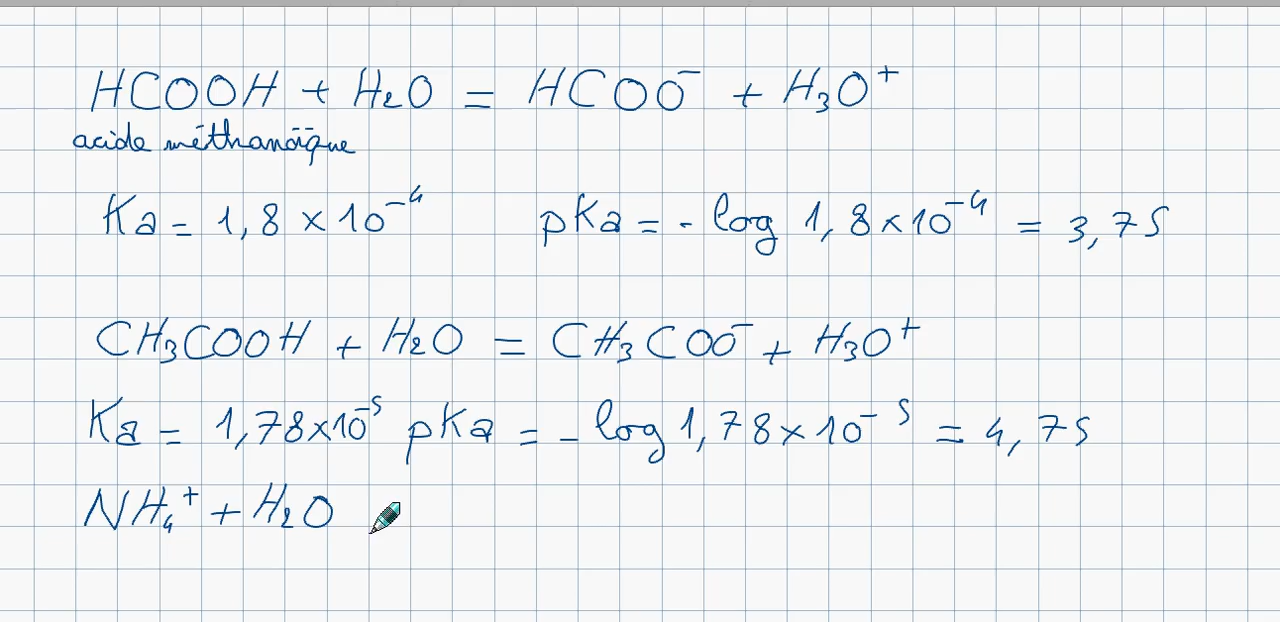 HCOOH + H₂O = HCOO⁻ + H₃O⁺
acide méthanoïque
Ka = 1,8 × 10⁻⁴ pKa = - log 1,8 × 10⁻⁴ = 3,75
CH₃COOH + H₂O = CH₃COO⁻ + H₃O⁺
Ka = 1,78 × 10⁻⁵ pKa = - log 1,78 × 10⁻⁵ = 4,75
NH₄⁺ + H₂O